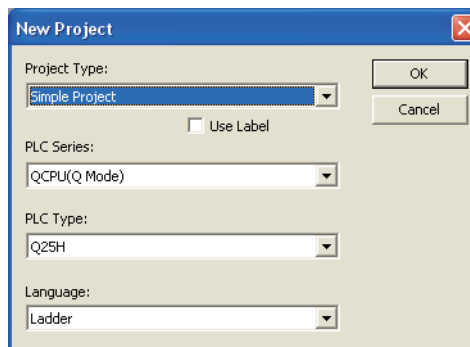 New Project
Project Type:
OK
Simple Project
Cancel
Use Label
PLC Series:
QCPU(Q Mode)
PLC Type:
Q25H
Language:
Ladder